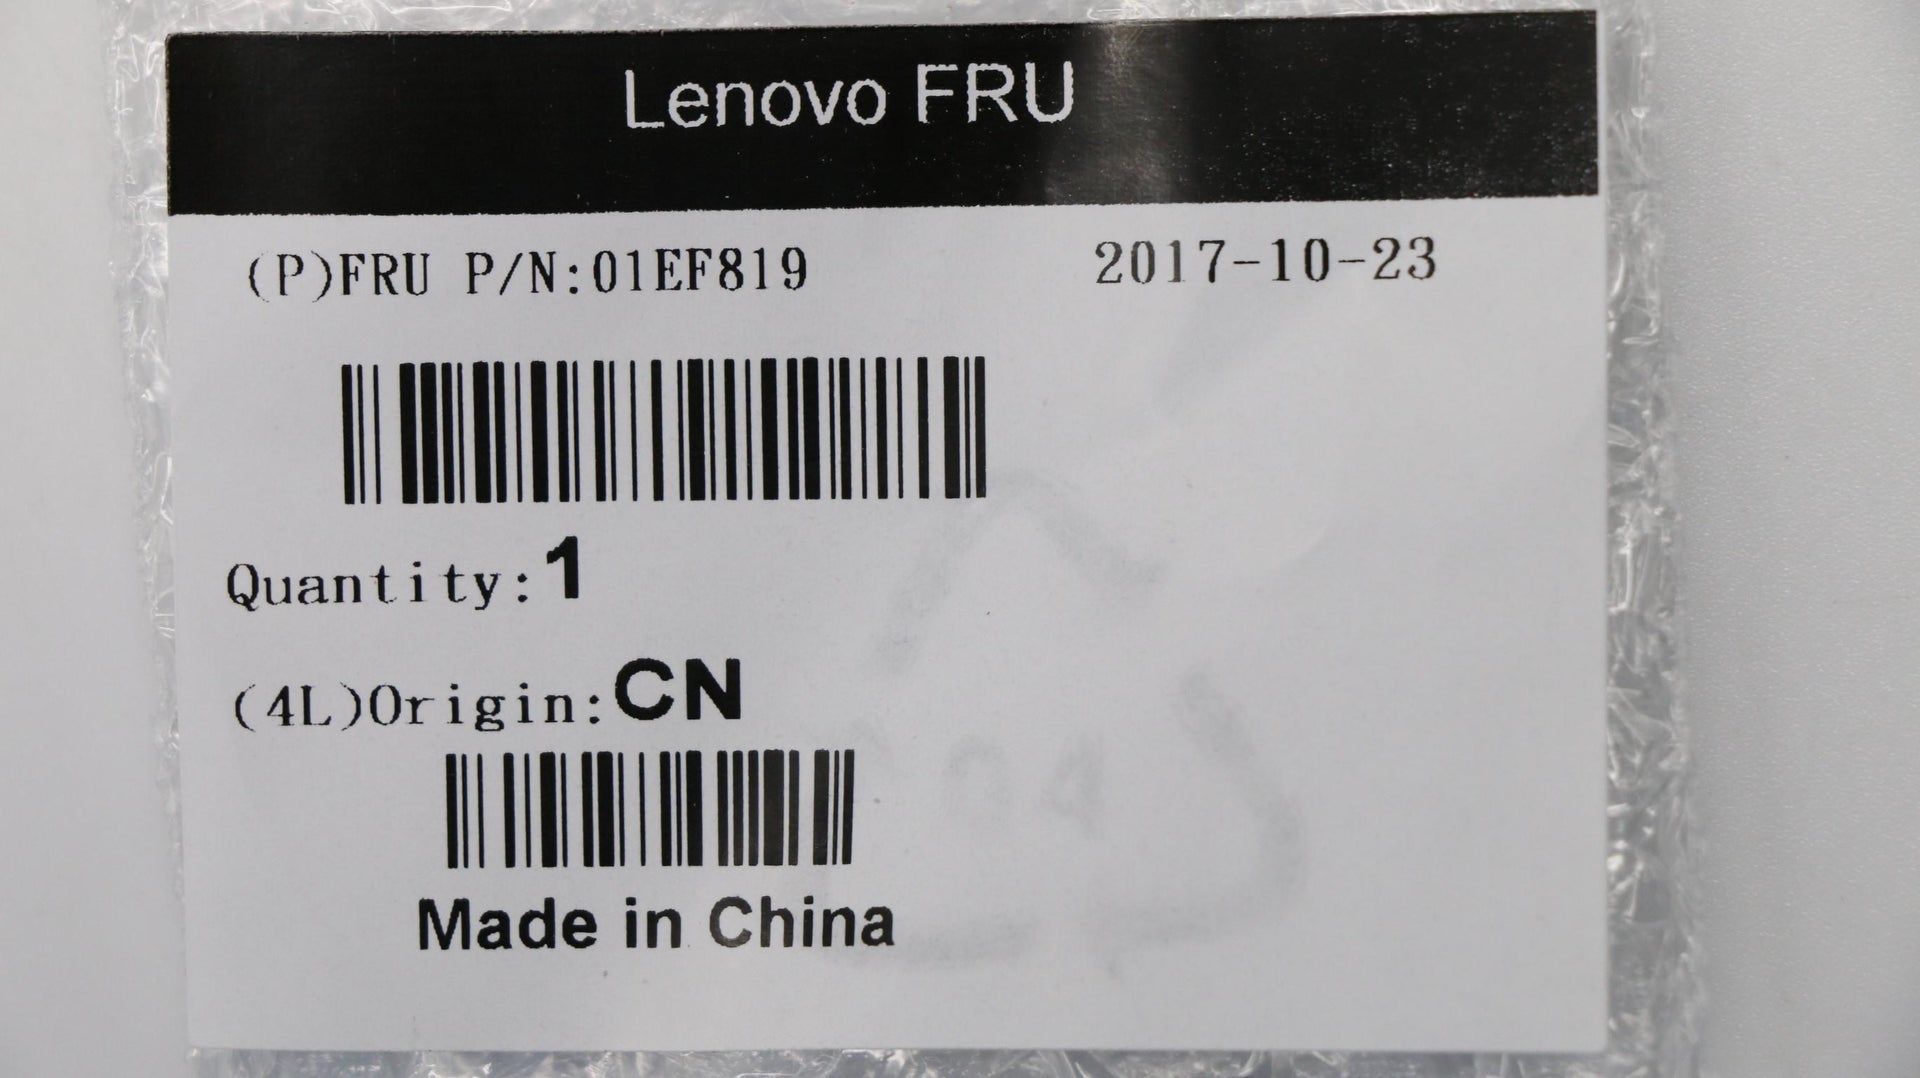 Lenovo FRU
(P)FRU P/N:01EF819 2017-10-23
Quantity:1
(4L)Origin:CN
Made in China